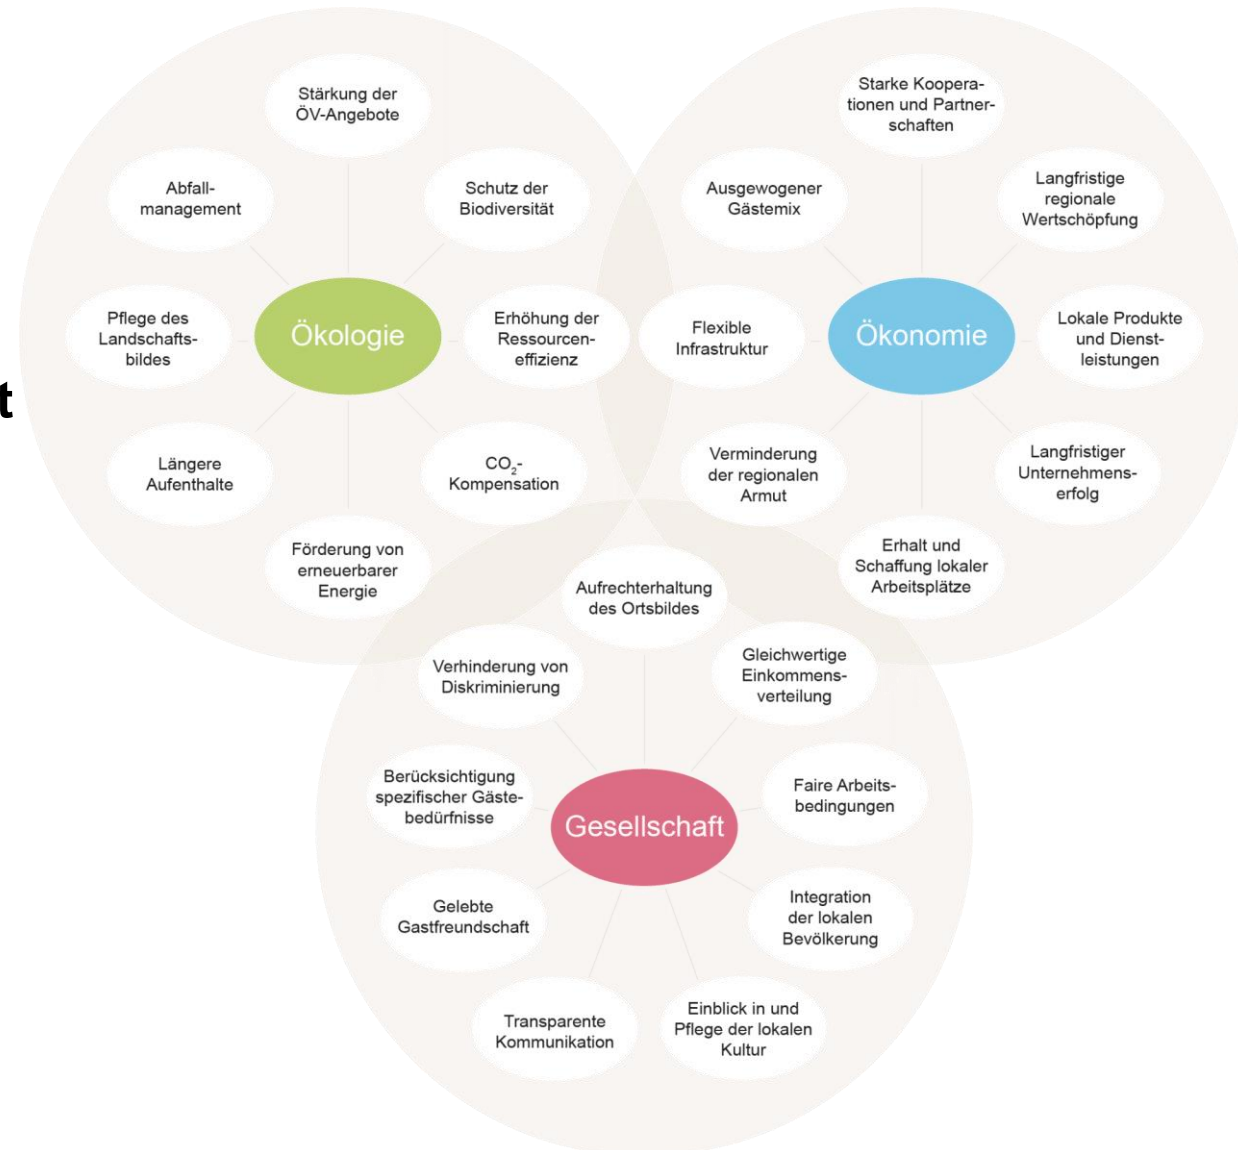 Stärkung der
ÖV-Angebote
Abfall-
management
Schutz der
Biodiversität
Pflege des
Landschafts-
bildes
Ökologie
Erhöhung der
Ressourcen-
effizienz
Längere
Aufenthalte
CO₂-
Kompensation
Förderung von
erneuerbarer
Energie
Starke Koopera-
tionen und Partner-
schaften
Ausgewogener
Gästemix
Langfristige
regionale
Wertschöpfung
Flexible
Infrastruktur
Ökonomie
Lokale Produkte
und Dienst-
leistungen
Verminderung
der regionalen
Armut
Langfristiger
Unternehmens-
erfolg
Erhalt und
Schaffung lokaler
Arbeitsplätze
t
Aufrechterhaltung
des Ortsbildes
Verhinderung von
Diskriminierung
Gleichwertige
Einkommens-
verteilung
Berücksichtigung
spezifischer Gäste-
bedürfnisse
Gesellschaft
Faire Arbeits-
bedingungen
Gelebte
Gastfreundschaft
Integration
der lokalen
Bevölkerung
Transparente
Kommunikation
Einblick in und
Pflege der lokalen
Kultur